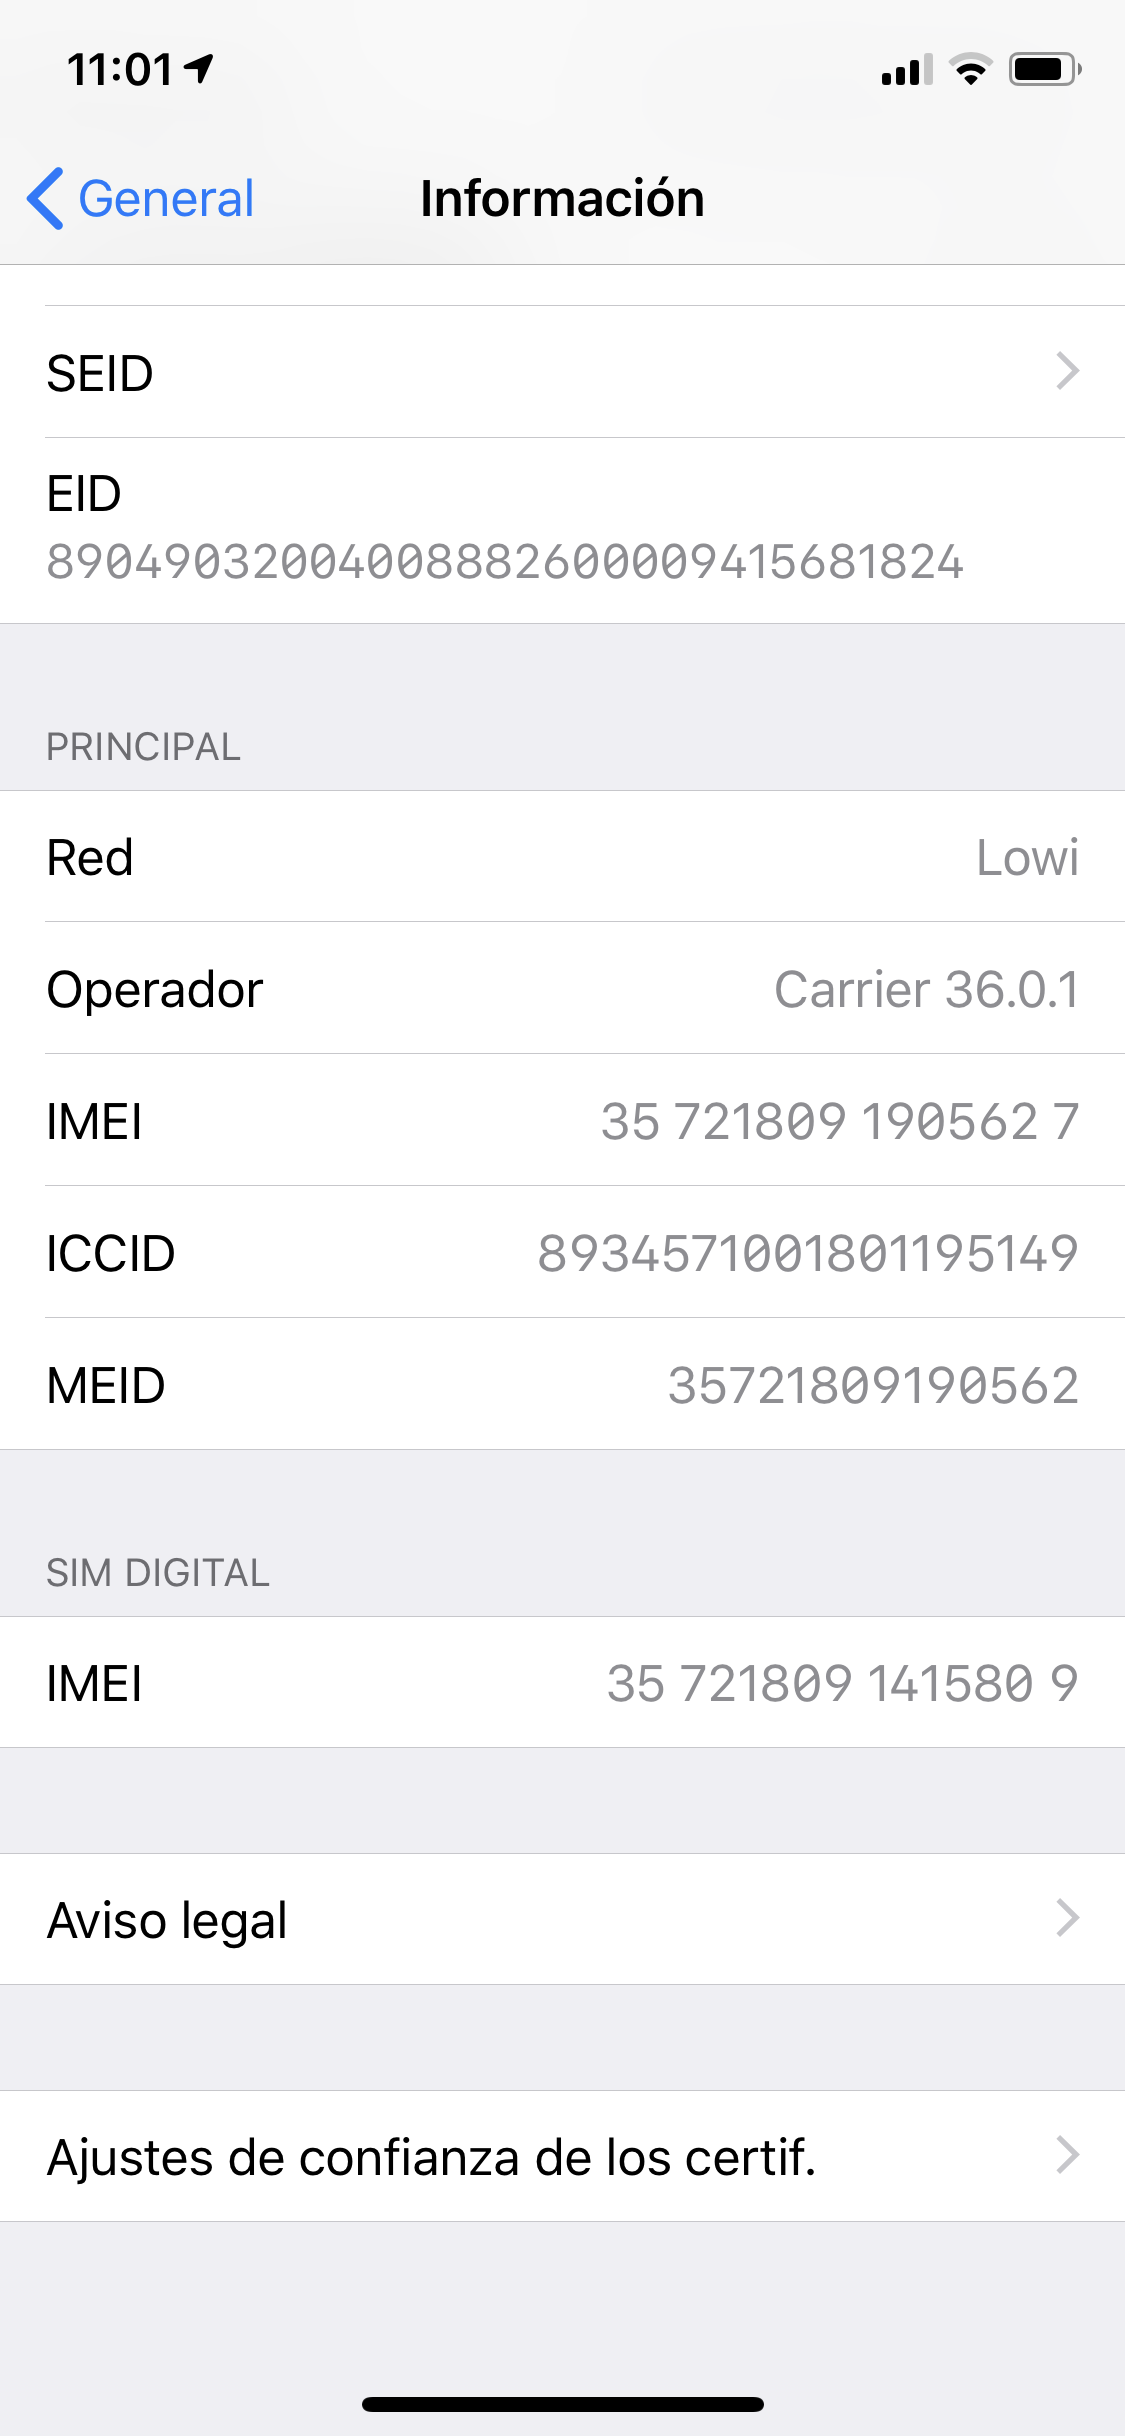 11:01
General
Información
SEID
EID
89049032004008882600009415681824
PRINCIPAL
Red Lowi
Operador Carrier 36.0.1
IMEI 35 721809 190562 7
ICCID 8934571001801195149
MEID 35721809190562
SIM DIGITAL
IMEI 35 721809 141580 9
Aviso legal
Ajustes de confianza de los certif.